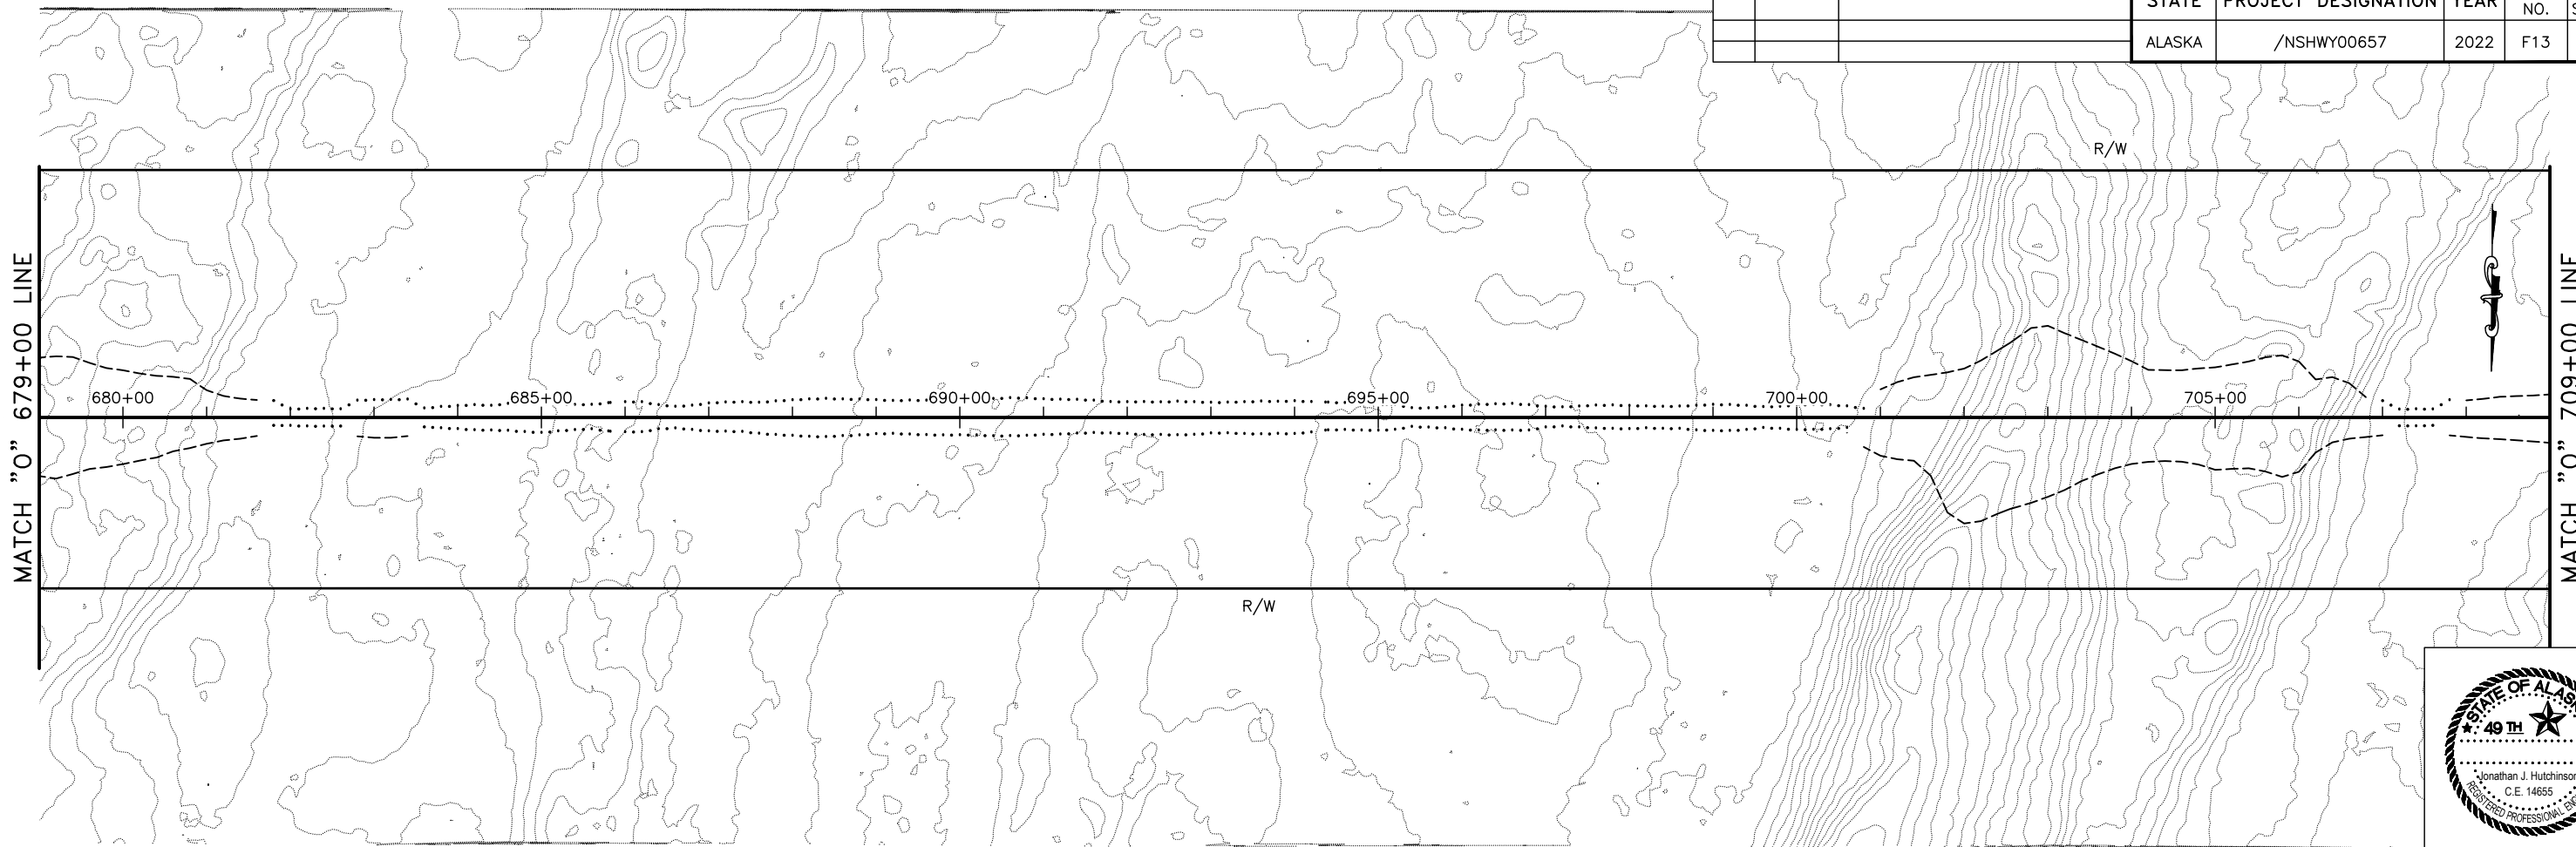 STATE PROJECT DESIGNATION YEAR NO.
ALASKA /NSHWY00657 2022 F13
R/W
MATCH "O" 679+00 LINE
680+00 685+00 690+00 695+00 700+00 705+00
MATCH "O" 709+00 LINE
R/W
STATE OF
49 TH
Jonathan J. Hutchinson
C.E. 14655
REGISTERED PROFESSIONAL